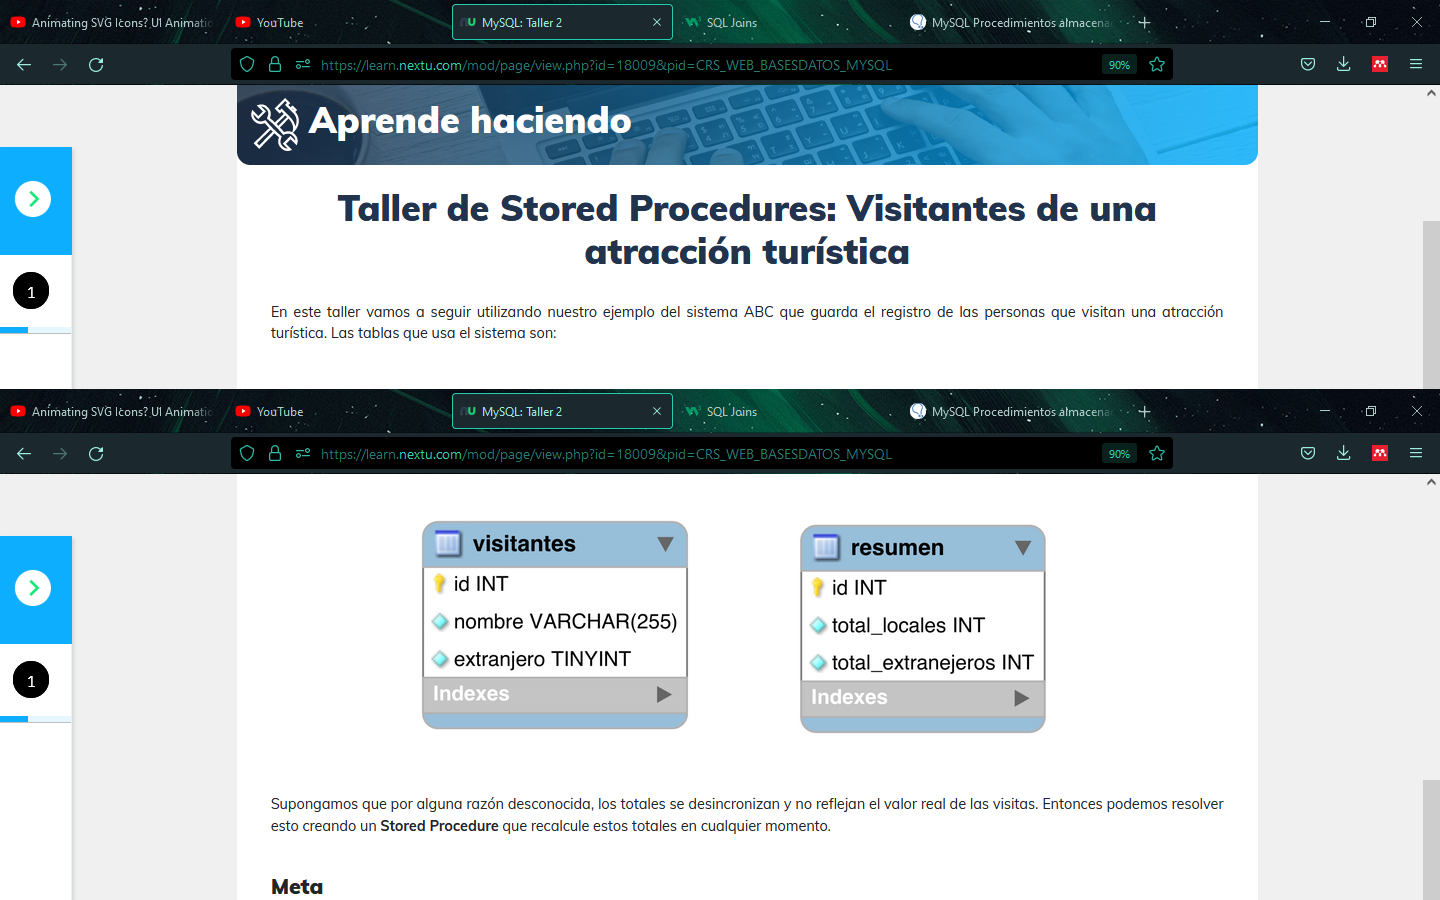 Animating SVG Icons? UI Animatio
YouTube
MySQL: Taller 2
SQL Joins
MySQL Procedimientos almacena
https://learn.nextu.com/mod/page/view.php?id=18009&pid=CRS_WEB_BASESDATOS_MYSQL
90%
Aprende haciendo
1
Taller de Stored Procedures: Visitantes de una
atracción turística
En este taller vamos a seguir utilizando nuestro ejemplo del sistema ABC que guarda el registro de las personas que visitan una atracción
turística. Las tablas que usa el sistema son:
Animating SVG Icons? UI Animatio
YouTube
MySQL: Taller 2
SQL Joins
MySQL Procedimientos almacena
https://learn.nextu.com/mod/page/view.php?id=18009&pid=CRS_WEB_BASESDATOS_MYSQL
90%
1
visitantes
id INT
nombre VARCHAR(255)
extranjero TINYINT
Indexes
resumen
id INT
total_locales INT
total_extranejeros INT
Indexes
Supongamos que por alguna razón desconocida, los totales se desincronizan y no reflejan el valor real de las visitas. Entonces podemos resolver
esto creando un Stored Procedure que recalcule estos totales en cualquier momento.
Meta